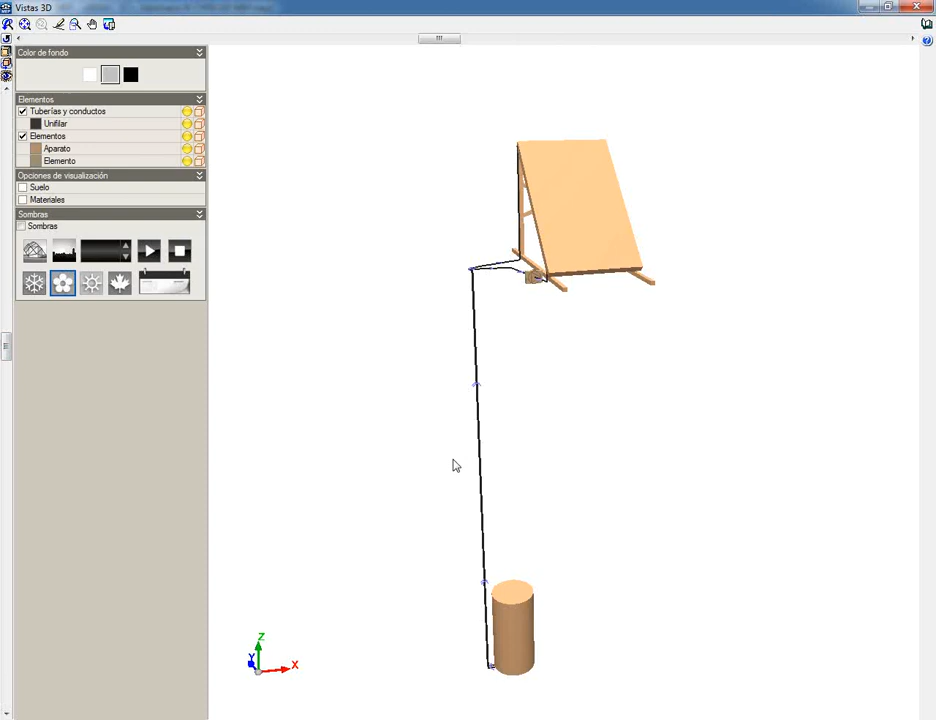 Vistas 3D
Color de fondo
Elementos
Tuberías y conductos
Unifilar
Elementos
Aparato
Elemento
Opciones de visualización
Suelo
Materiales
Sombras
Sombras
Z
Y
X